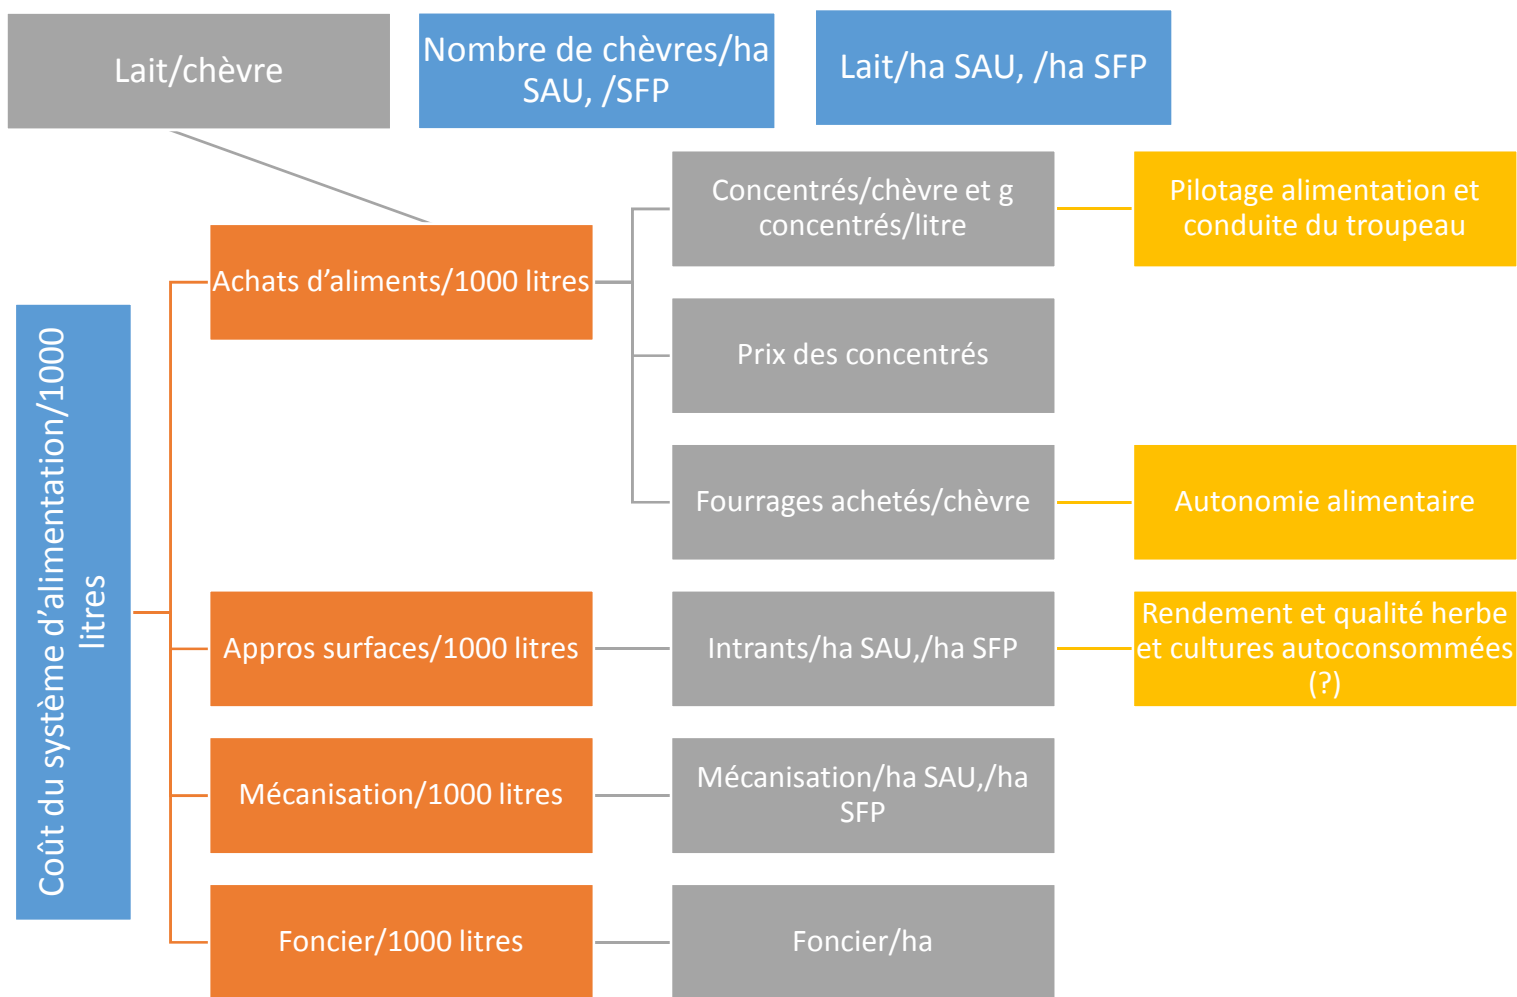 Lait/chèvre
Nombre de chèvres/ha
SAU, /SFP
Lait/ha SAU, /ha SFP
Coût du système d’alimentation/1000
litres
Achats d’aliments/1000 litres
Concentrés/chèvre et g
concentrés/litre
Pilotage alimentation et
conduite du troupeau
Prix des concentrés
Fourrages achetés/chèvre
Autonomie alimentaire
Appros surfaces/1000 litres
Intrants/ha SAU,/ha SFP
Rendement et qualité herbe
et cultures autoconsommées
(?)
Mécanisation/1000 litres
Mécanisation/ha SAU,/ha
SFP
Foncier/1000 litres
Foncier/ha